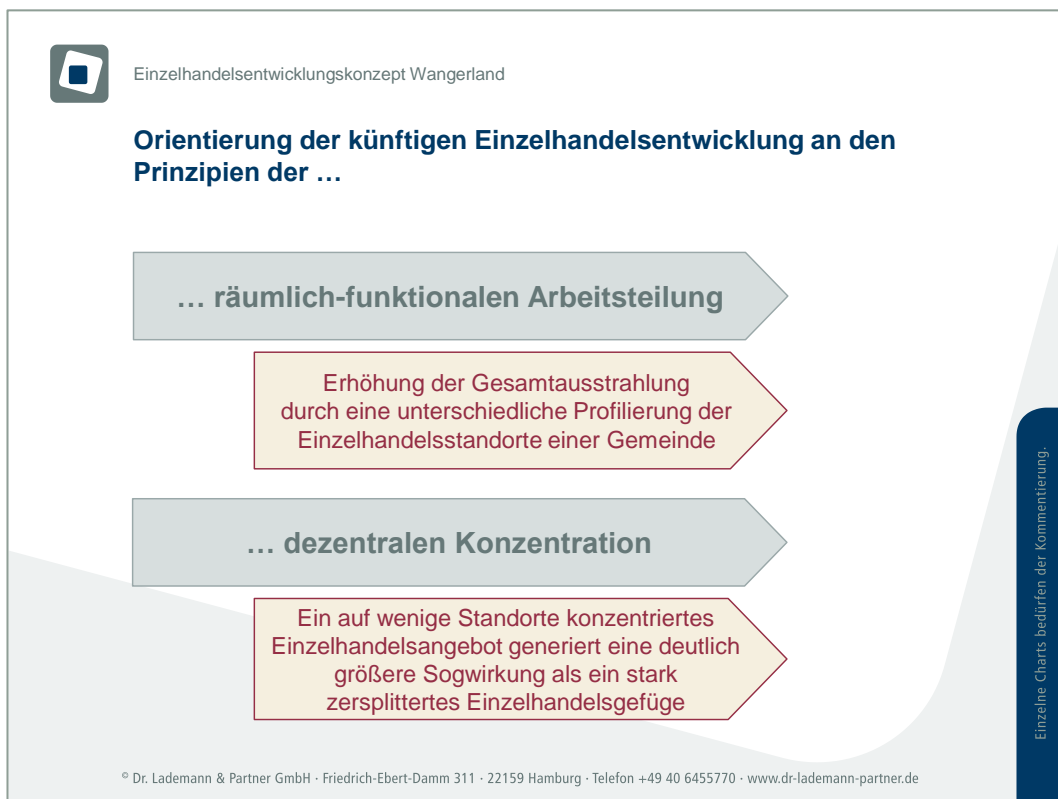 Einzelhandelsentwicklungskonzept Wangerland
Orientierung der künftigen Einzelhandelsentwicklung an den
Prinzipien der …
… räumlich-funktionalen Arbeitsteilung
Erhöhung der Gesamtausstrahlung
durch eine unterschiedliche Profilierung der
Einzelhandelsstandorte einer Gemeinde
… dezentralen Konzentration
Ein auf wenige Standorte konzentriertes
Einzelhandelsangebot generiert eine deutlich
größere Sogwirkung als ein stark
zersplittertes Einzelhandelsgefüge
Einzelne Charts bedürfen der Kommentierung.
© Dr. Lademann & Partner GmbH · Friedrich-Ebert-Damm 311 · 22159 Hamburg · Telefon +49 40 6455770 · www.dr-lademann-partner.de